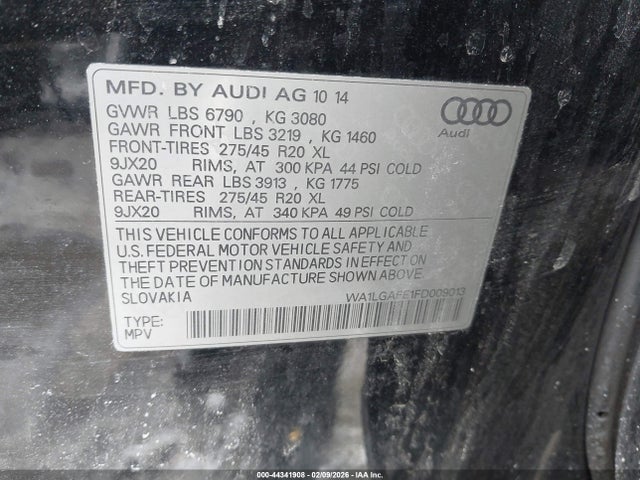 MFD. BY AUDI AG 10 14
GVWR LBS 6790 , KG 3080
GAWR FRONT LBS 3219 , KG 1460
FRONT-TIRES 275/45 R20 XL
9JX20 RIMS, AT 300 KPA 44 PSI COLD
GAWR REAR LBS 3913 , KG 1775
REAR-TIRES 275/45 R20 XL
9JX20 RIMS, AT 340 KPA 49 PSI COLD
Audi
THIS VEHICLE CONFORMS TO ALL APPLICABLE
U.S. FEDERAL MOTOR VEHICLE SAFETY AND
THEFT PREVENTION STANDARDS IN EFFECT ON
THE DATE OF MANUFACTURE SHOWN ABOVE.
SLOVAKIA
WA1LGAFE1FD009013
TYPE:
MPV
000-44341908 - 02/09/2026 - IAA Inc.